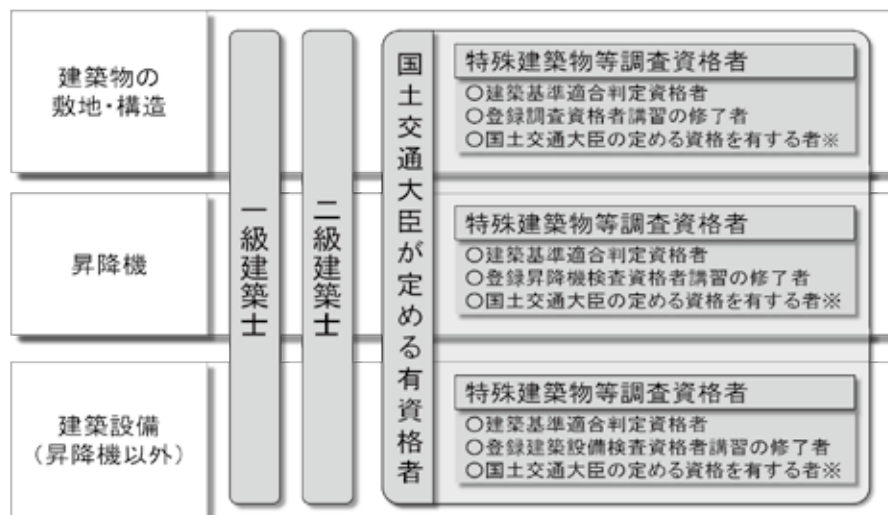 建築物の
敷地・構造
昇降機
建築設備
（昇降機以外）
一級建築士
二級建築士
国土交通大臣が定める有資格者
特殊建築物等調査資格者
○建築基準適合判定資格者
○登録調査資格者講習の修了者
○国土交通大臣の定める資格を有する者※
特殊建築物等調査資格者
○建築基準適合判定資格者
○登録昇降機検査資格者講習の修了者
○国土交通大臣の定める資格を有する者※
特殊建築物等調査資格者
○建築基準適合判定資格者
○登録建築設備検査資格者講習の修了者
○国土交通大臣の定める資格を有する者※